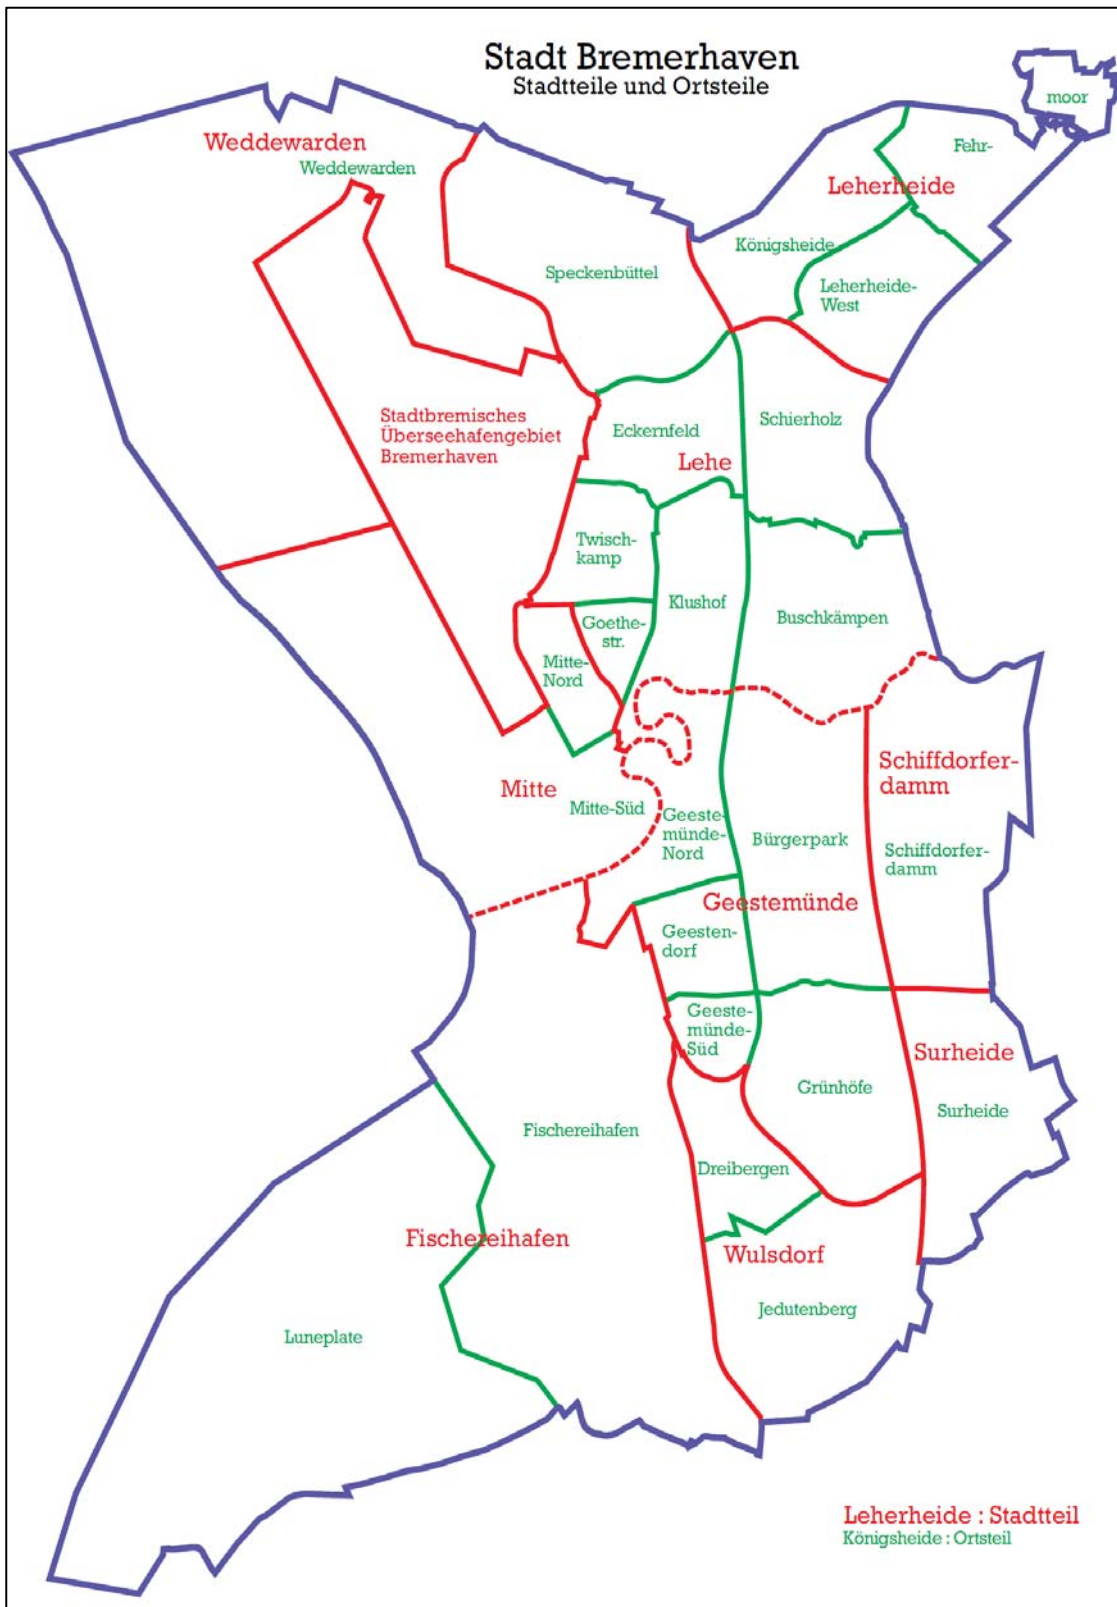 Stadt Bremerhaven
Stadtteile und Ortsteile
moor
Fehr-
Weddewarden
Weddewarden
Leherheide
Königsheide
Speckenbüttel
Leherheide-
West
Stadtbremisches
Überseehafengebiet
Bremerhaven
Eckernfeld
Schierholz
Lehe
Twisch-
kamp
Klushof
Buschkämpen
Goethe-
str.
Mitte-
Nord
Schiffdorfer-
damm
Mitte
Mitte-Süd
Geeste-
münde-
Nord
Bürgerpark
Schiffdorfer-
damm
Geestemünde
Geesten-
dorf
Geeste-
münde-
Süd
Surheide
Grünhöfe
Surheide
Fischereihafen
Dreibergen
Fischereihafen
Wulsdorf
Jedutenberg
Luneplate
Leherheide : Stadtteil
Königsheide : Ortsteil